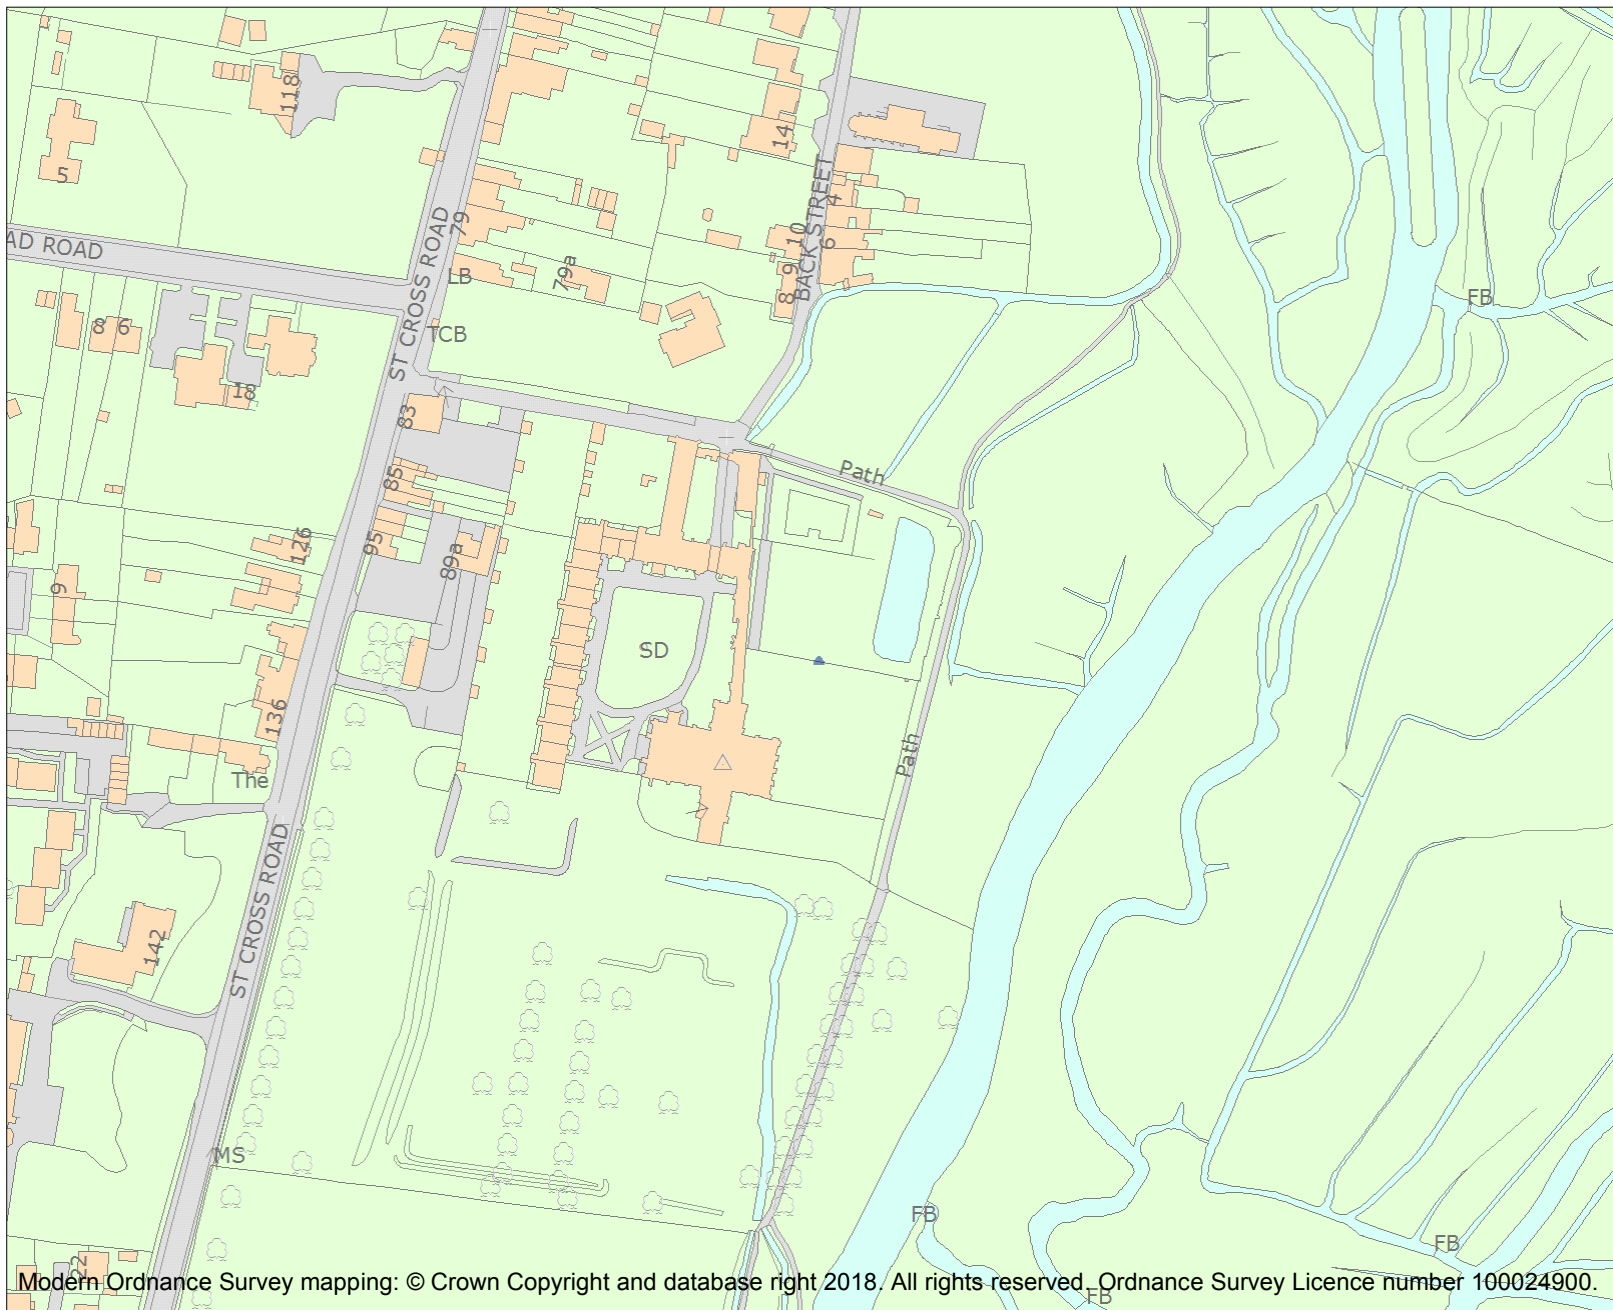 118
5
14
79
BACK STREET
4
10
6
9
8
AD ROAD
ST CROSS ROAD
LB
79a
FB
8 6
TCB
18
83
85
Path
126
95
89a
9
SD
136
Path
The
ST CROSS ROAD
142
MS
FB
FB
22
FB
Modern Ordnance Survey mapping: © Crown Copyright and database right 2018. All rights reserved. Ordnance Survey Licence number 100024900.